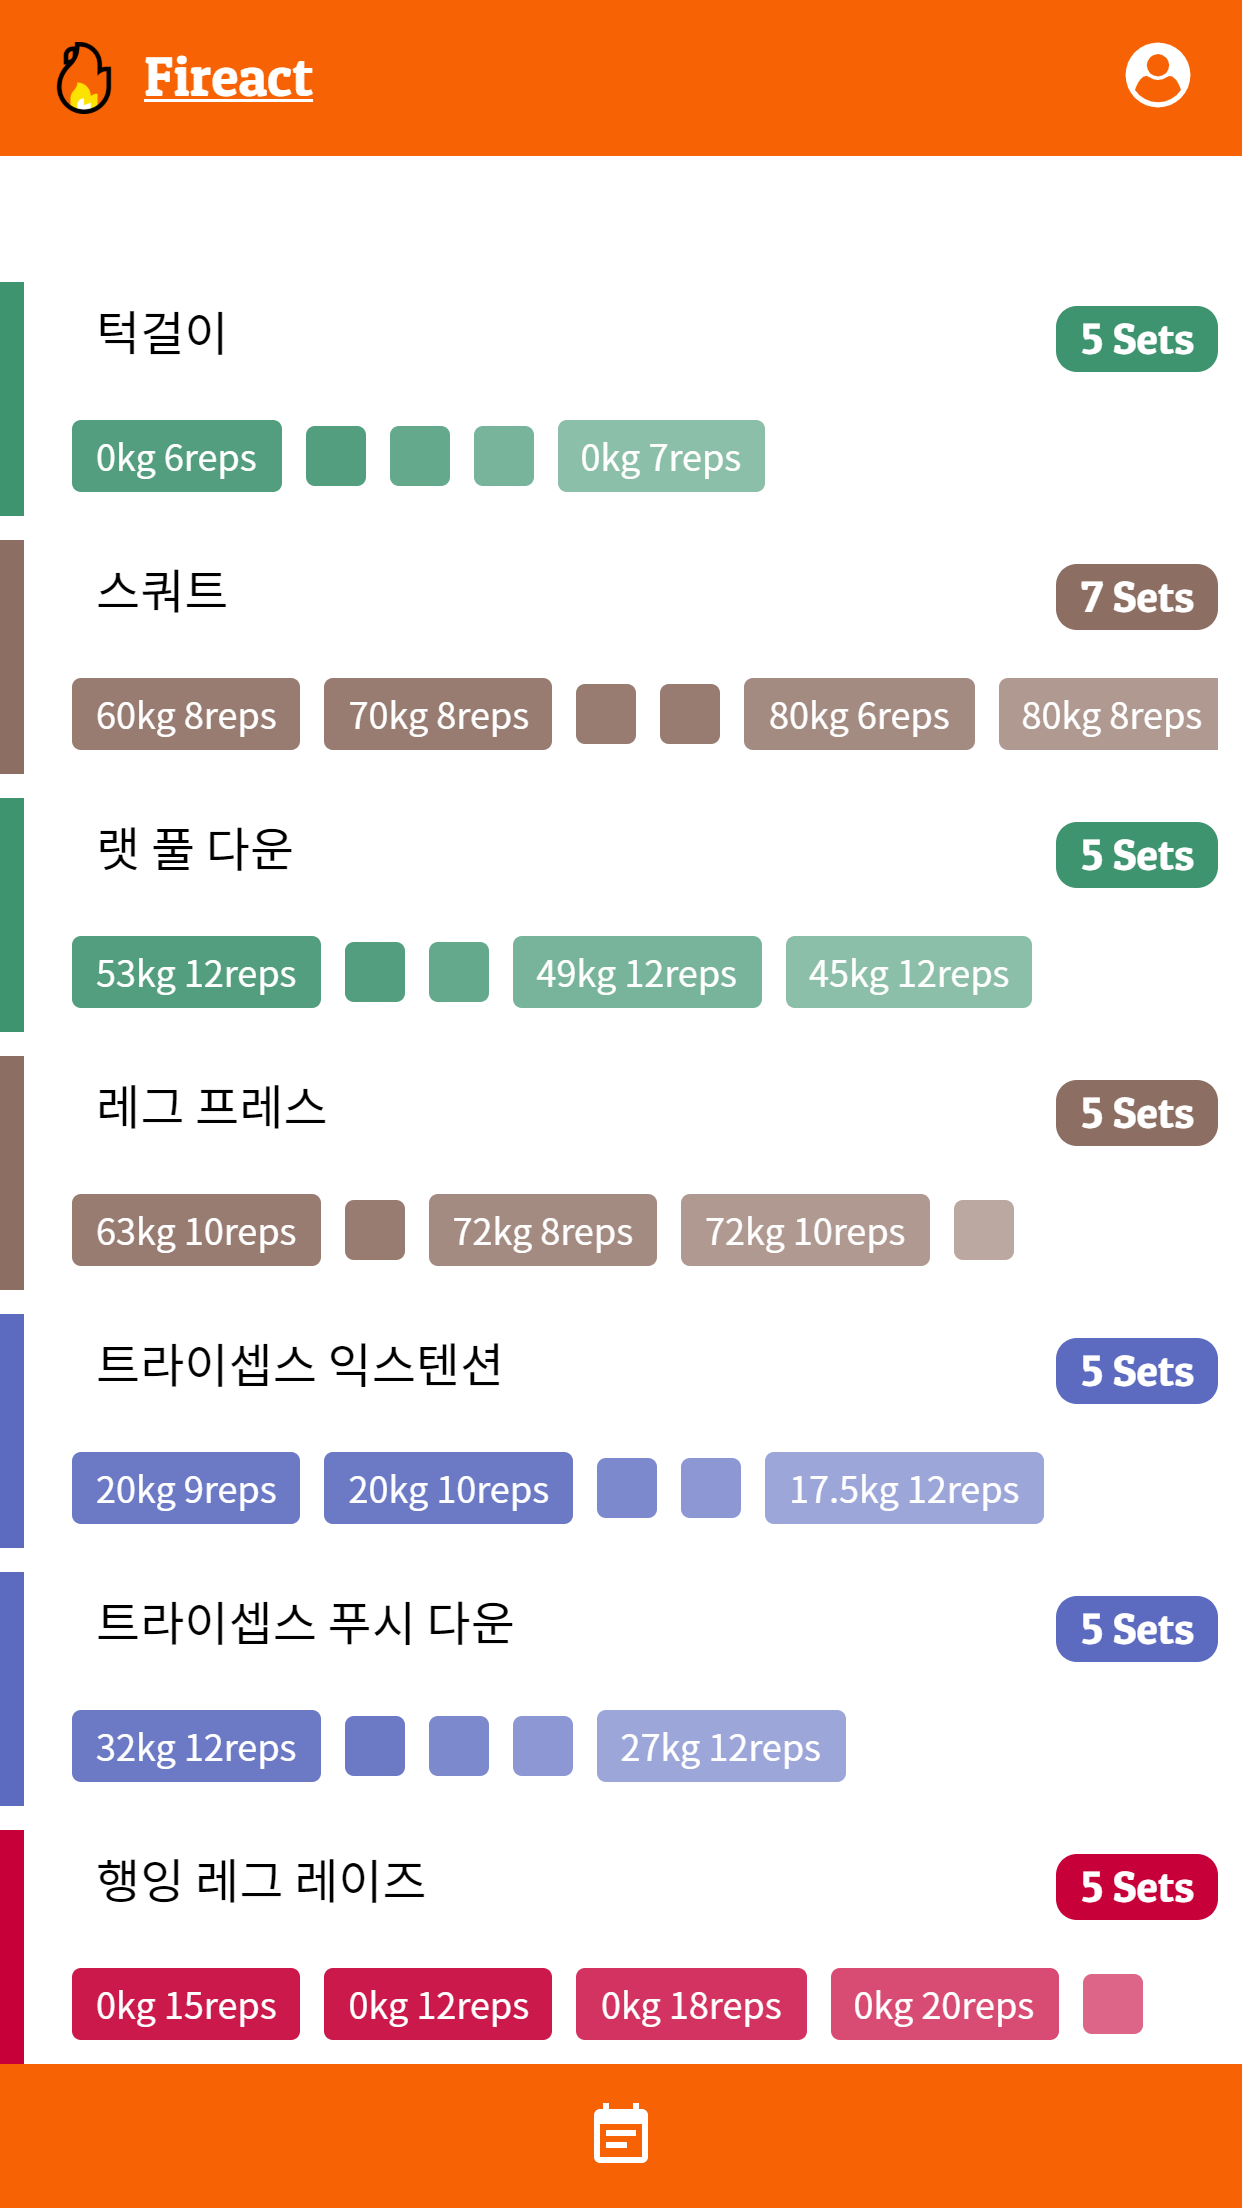 Fireact
턱걸이 5 Sets
0kg 6reps 0kg 7reps
스쿼트 7 Sets
60kg 8reps 70kg 8reps 80kg 6reps 80kg 8reps
랫 풀 다운 5 Sets
53kg 12reps 49kg 12reps 45kg 12reps
레그 프레스 5 Sets
63kg 10reps 72kg 8reps 72kg 10reps
트라이셉스 익스텐션 5 Sets
20kg 9reps 20kg 10reps 17.5kg 12reps
트라이셉스 푸시 다운 5 Sets
32kg 12reps 27kg 12reps
행잉 레그 레이즈 5 Sets
0kg 15reps 0kg 12reps 0kg 18reps 0kg 20reps